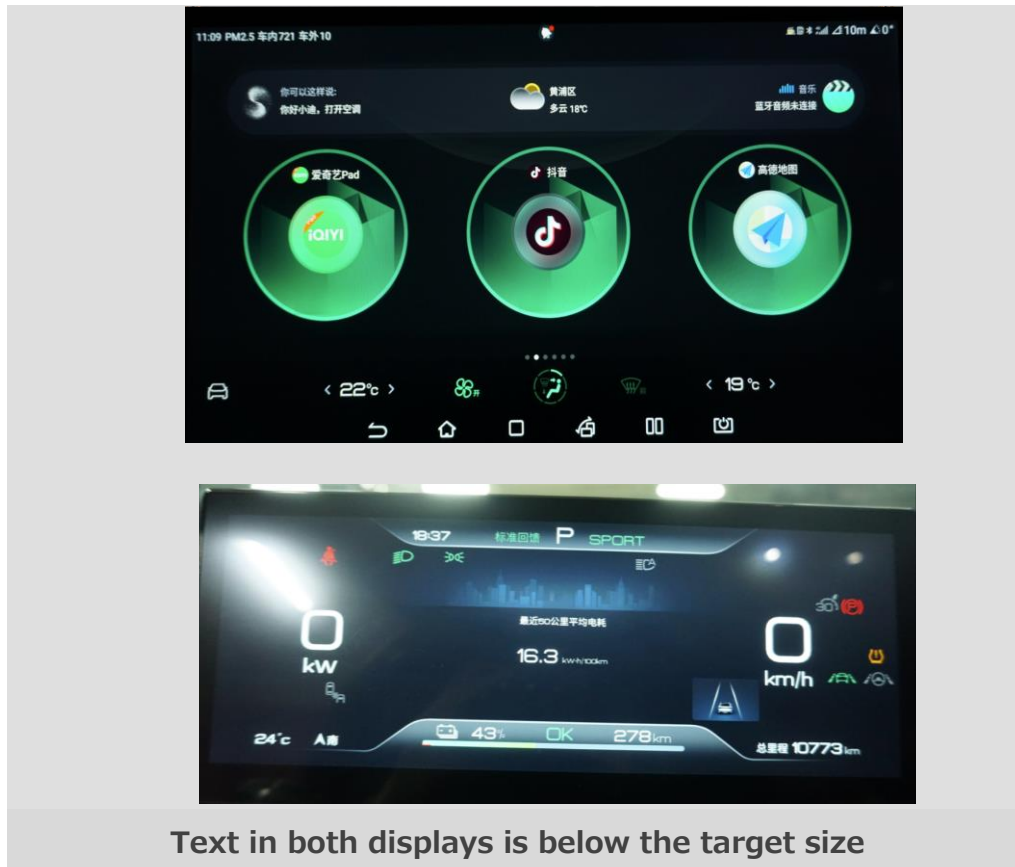 11:09 PM2.5 车内721 车外10
10m 0°
你可以这样说:
你好小迪，打开空调
黄浦区
多云 18℃
音乐
蓝牙音频未连接
爱奇艺Pad
抖音
高德地图
iQIYI
< 22°c >
开
< 19°c >
18:37 标准回馈 P SPORT
最近50公里平均电耗
16.3 kW·h/100km
0
kW
0
km/h
24°c 南
43% OK 278km
总里程 10773km
Text in both displays is below the target size